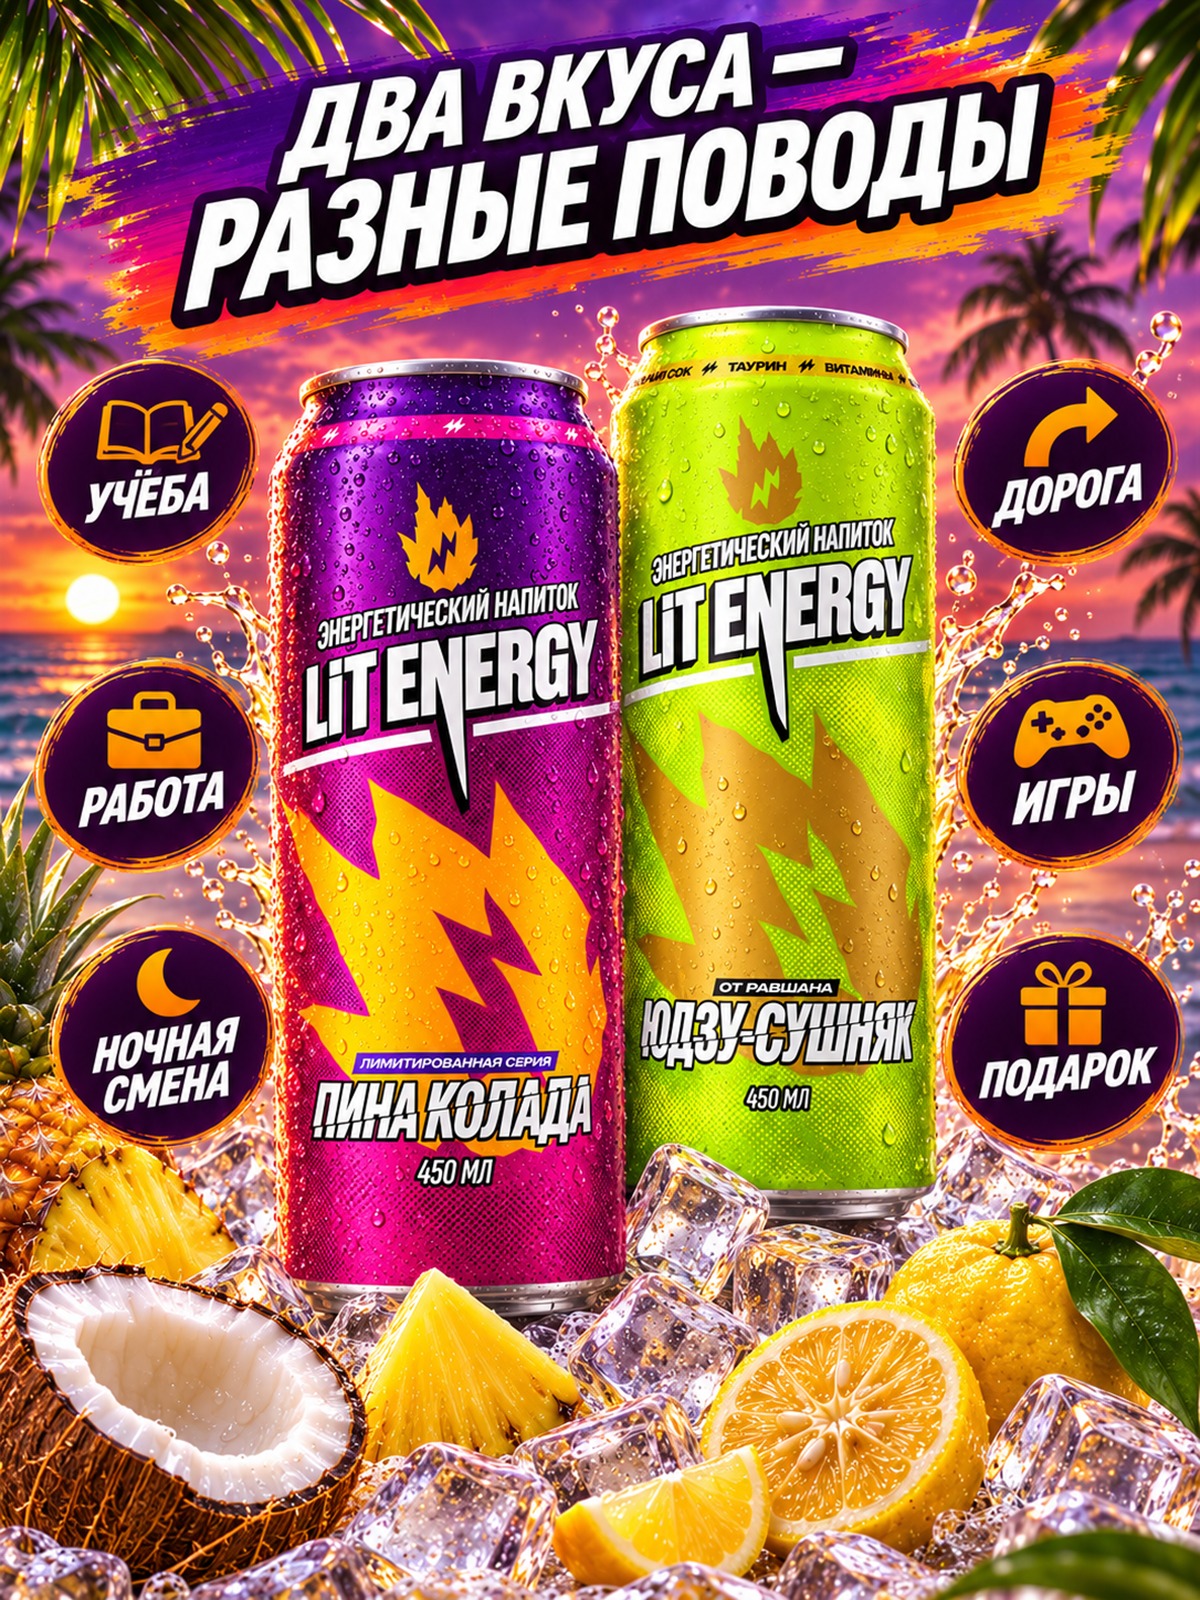 ДВА ВКУСА –
РАЗНЫЕ ПОВОДЫ
УЧЁБА
РАБОТА
НОЧНАЯ
СМЕНА
ЭНЕРГЕТИЧЕСКИЙ НАПИТОК
LiT ENERGY
ЛИМИТИРОВАННАЯ СЕРИЯ
ПИНА КОЛАДА
450 МЛ
СОК ТАУРИН ВИТАМИНЫ
ЭНЕРГЕТИЧЕСКИЙ НАПИТОК
LiT ENERGY
ОТ РАВШАНА
ЮДЗУ-СУШНЯК
450 МЛ
ДОРОГА
ИГРЫ
ПОДАРОК